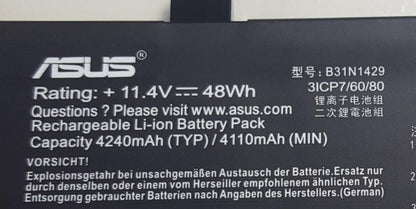 ASUS®
Rating: + 11.4V ⎓ 48Wh
Questions ? Please visit www.asus.com
Rechargeable Li-ion Battery Pack
Capacity 4240mAh (TYP) / 4110mAh (MIN)
型号: B31N1429
3ICP7/60/80
锂离子电池组
二次鋰電池組
VORSICHT!
Explosionsgefahr bei unsachgemäßen Austausch der Batterie.Ersatz nur
durch denselben oder einem vom Herseiller empfohlenem ähnlichen Typ.
Entsorgung gebrauchter Batterien nach Angaben des Herstellers.(German)